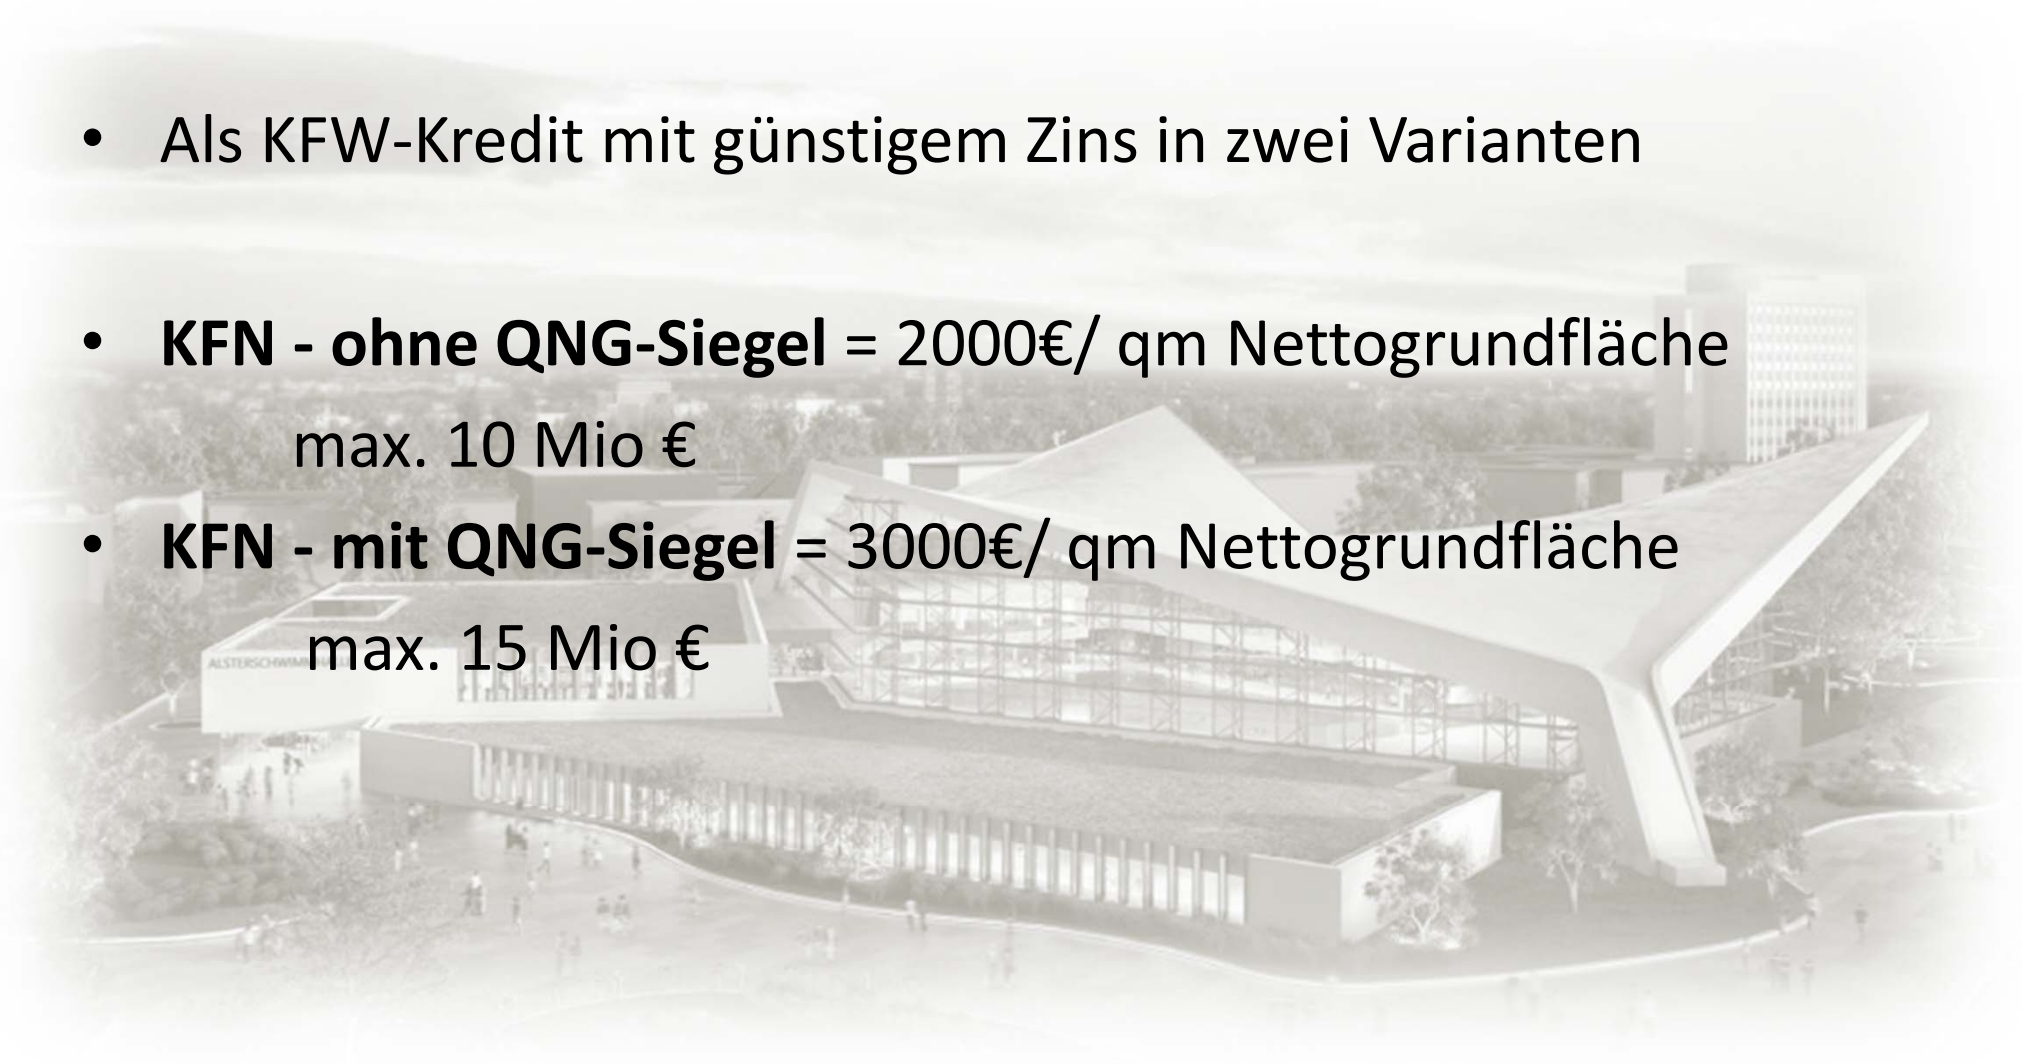 • Als KFW-Kredit mit günstigem Zins in zwei Varianten
• KFN - ohne QNG-Siegel = 2000€/ qm Nettogrundfläche
max. 10 Mio €
• KFN - mit QNG-Siegel = 3000€/ qm Nettogrundfläche
max. 15 Mio €